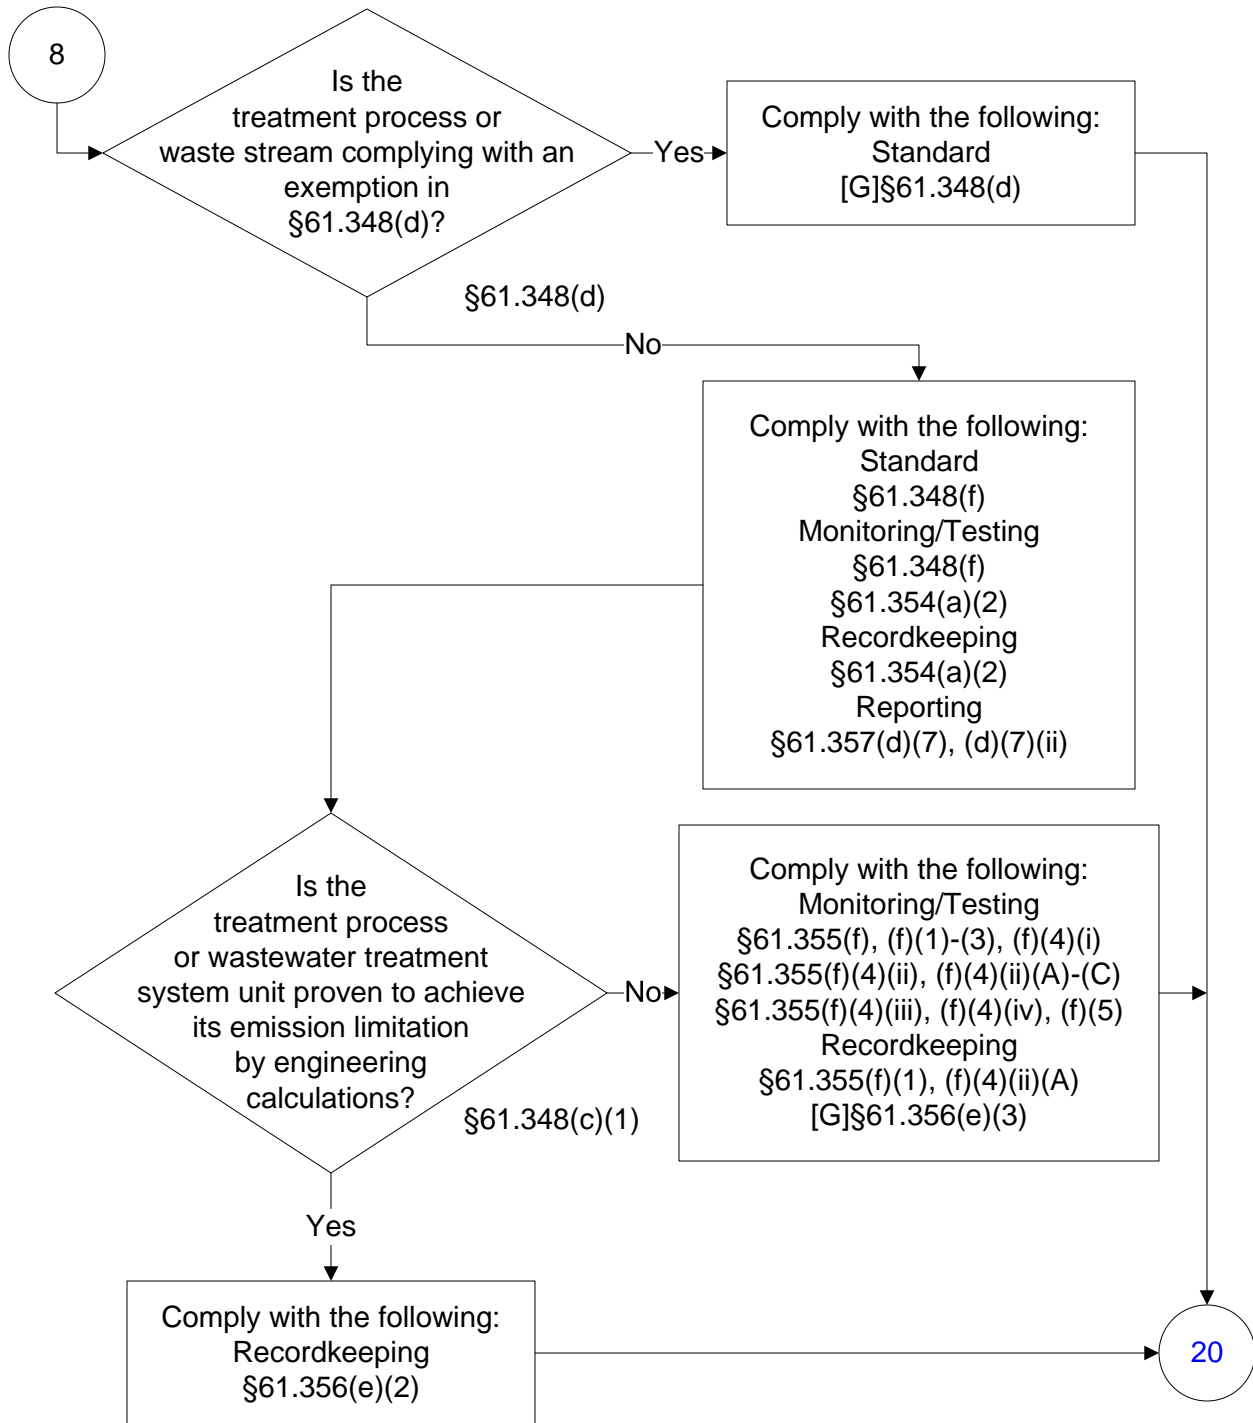 8
Is the
treatment process or
waste stream complying with an
exemption in
§61.348(d)?
Yes
Comply with the following:
Standard
[G]§61.348(d)
§61.348(d)
No
Comply with the following:
Standard
§61.348(f)
Monitoring/Testing
§61.348(f)
§61.354(a)(2)
Recordkeeping
§61.354(a)(2)
Reporting
§61.357(d)(7), (d)(7)(ii)
Is the
treatment process
or wastewater treatment
system unit proven to achieve
its emission limitation
by engineering
calculations?
§61.348(c)(1)
No
Comply with the following:
Monitoring/Testing
§61.355(f), (f)(1)-(3), (f)(4)(i)
§61.355(f)(4)(ii), (f)(4)(ii)(A)-(C)
§61.355(f)(4)(iii), (f)(4)(iv), (f)(5)
Recordkeeping
§61.355(f)(1), (f)(4)(ii)(A)
[G]§61.356(e)(3)
Yes
Comply with the following:
Recordkeeping
§61.356(e)(2)
20